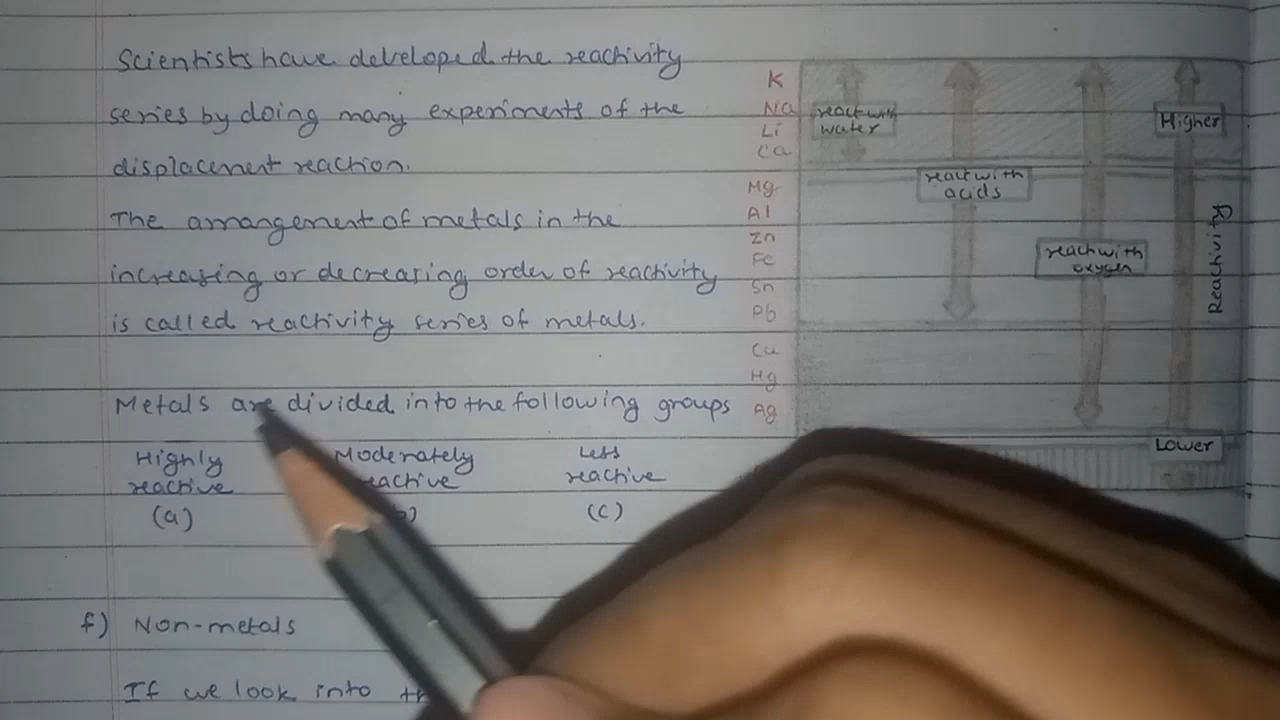 Scientists have developed the reactivity
series by doing many experiments of the
displacement reaction.
The arrangement of metals in the
increasing or decreasing order of reactivity
is called reactivity series of metals.
Metals are divided into the following groups
Highly reactive
(a)
Moderately
Less reactive
(c)
f) Non-metals
If we look into
K
Na
Li
Ca
Mg
Al
Zn
Fe
Sn
Pb
Cu
Hg
Ag
react with
water
react with
acids
react with
oxygen
Higher
Reactivity
Lower